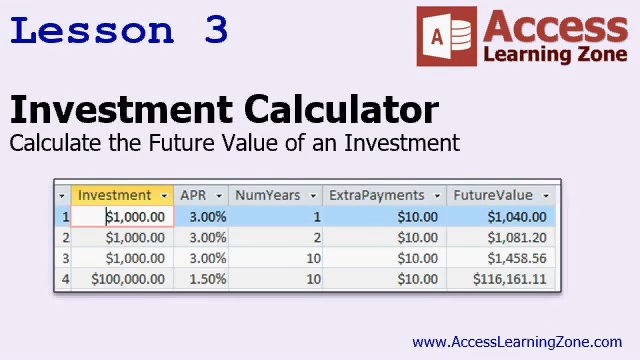 Lesson 3
A
Access
Learning Zone
Investment Calculator
Calculate the Future Value of an Investment
Investment APR NumYears ExtraPayments FutureValue
1 $1,000.00 3.00% 1 $10.00 $1,040.00
2 $1,000.00 3.00% 2 $10.00 $1,081.20
3 $1,000.00 3.00% 10 $10.00 $1,458.56
4 $100,000.00 1.50% 10 $10.00 $116,161.11
www.AccessLearningZone.com